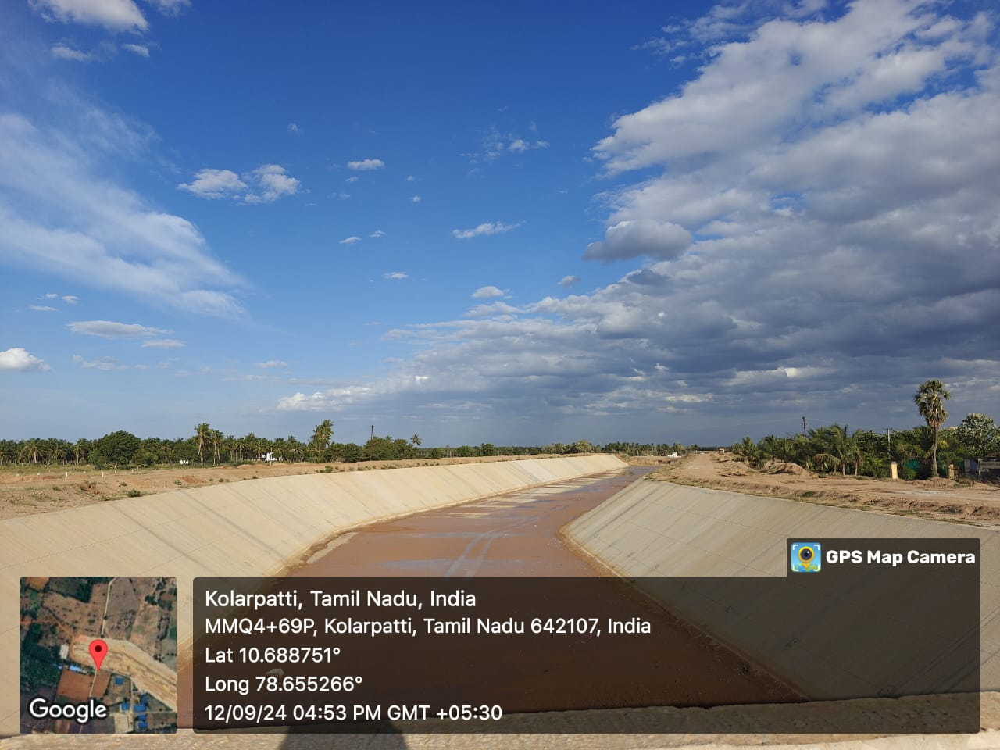 GPS Map Camera
Kolarpatti, Tamil Nadu, India
MMQ4+69P, Kolarpatti, Tamil Nadu 642107, India
Lat 10.688751°
Long 78.655266°
12/09/24 04:53 PM GMT +05:30
Google